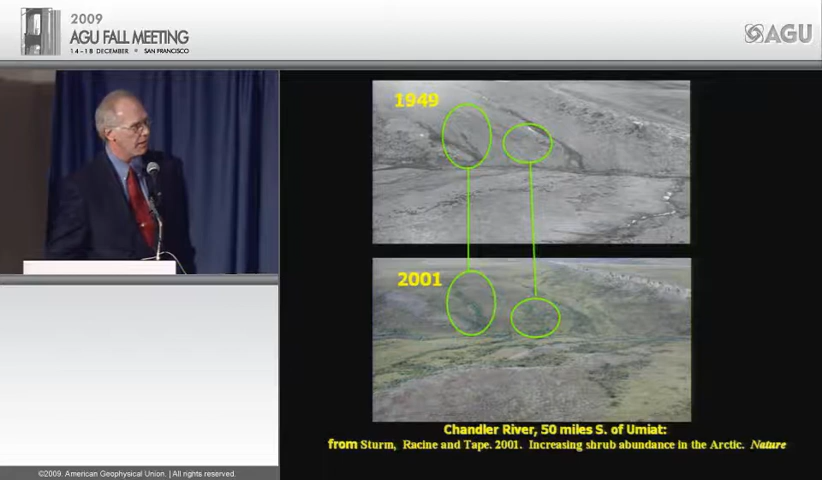 2009
AGU FALL MEETING
14-18 DECEMBER • SAN FRANCISCO
AGU
1949
2001
Chandler River, 50 miles S. of Umiat:
from Sturm, Racine and Tape. 2001. Increasing shrub abundance in the Arctic. Nature
©2009. American Geophysical Union. | All rights reserved.